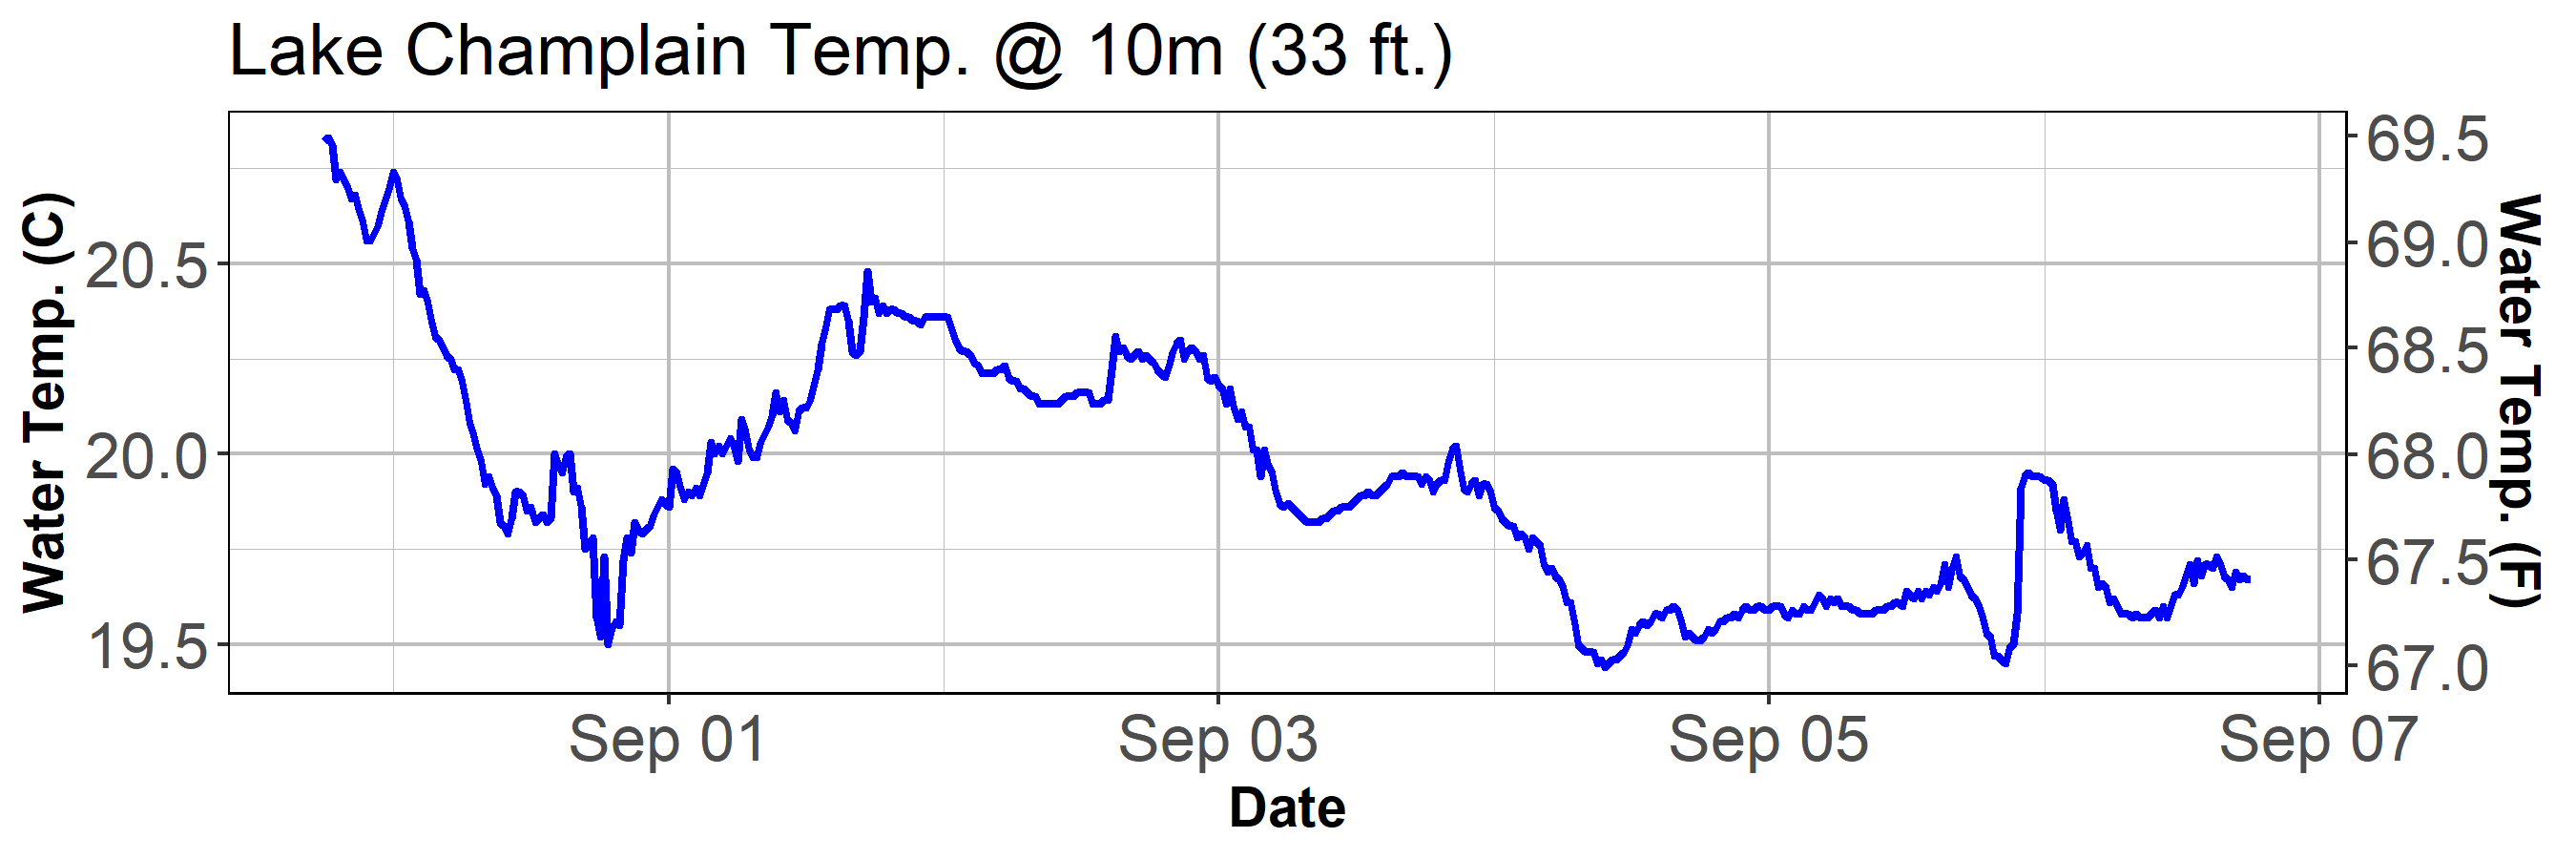 Lake Champlain Temp. @ 10m (33 ft.)
Water Temp. (C)
20.5
20.0
19.5
69.5
69.0
68.5
68.0
67.5
67.0
Water Temp. (F)
Sep 01 Sep 03 Sep 05 Sep 07
Date